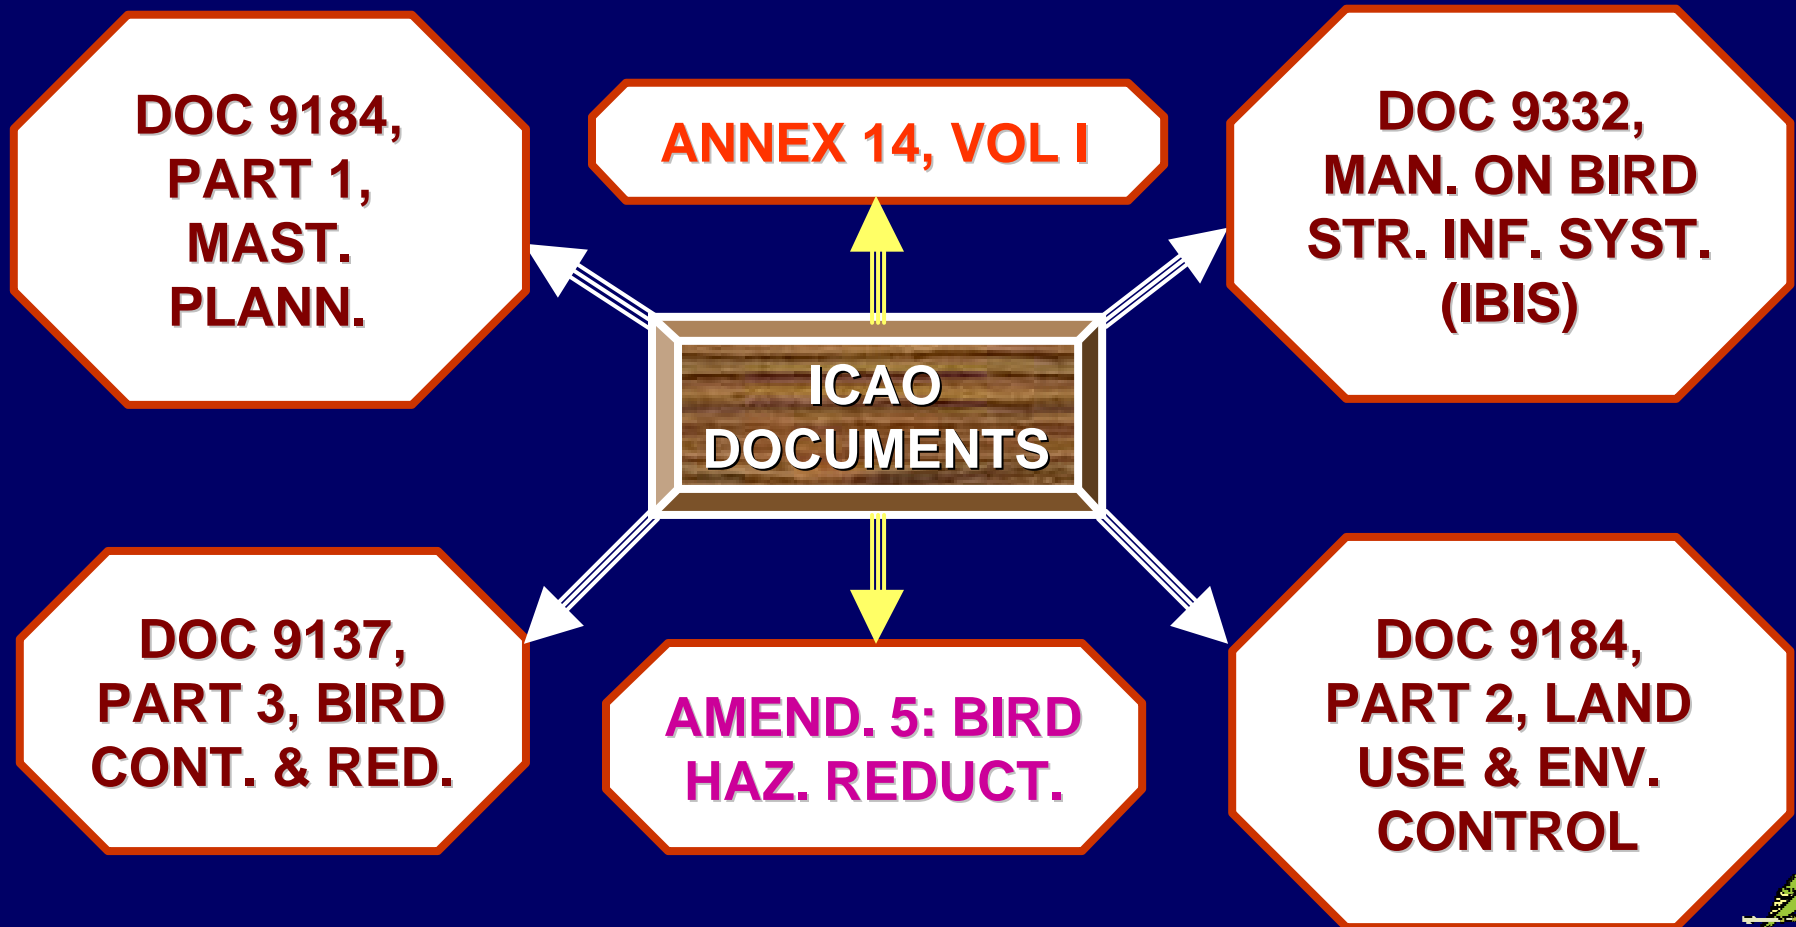 DOC 9184,
PART 1,
MAST.
PLANN.
ANNEX 14, VOL I
DOC 9332,
MAN. ON BIRD
STR. INF. SYST.
(IBIS)
ICAO
DOCUMENTS
DOC 9137,
PART 3, BIRD
CONT. & RED.
AMEND. 5: BIRD
HAZ. REDUCT.
DOC 9184,
PART 2, LAND
USE & ENV.
CONTROL